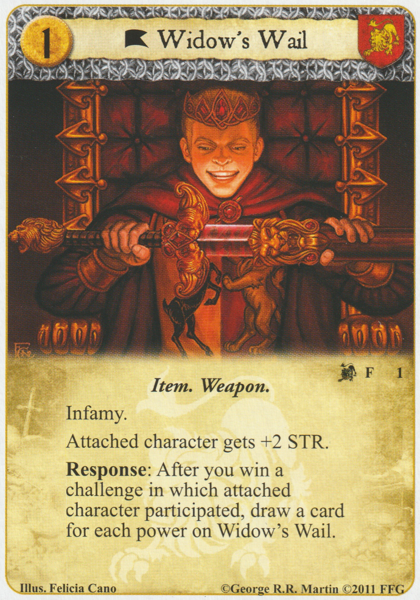 1
Widow's Wail
F 1
Item. Weapon.
Infamy.
Attached character gets +2 STR.
Response: After you win a
challenge in which attached
character participated, draw a card
for each power on Widow's Wail.
Illus. Felicia Cano ©George R.R. Martin ©2011 FFG